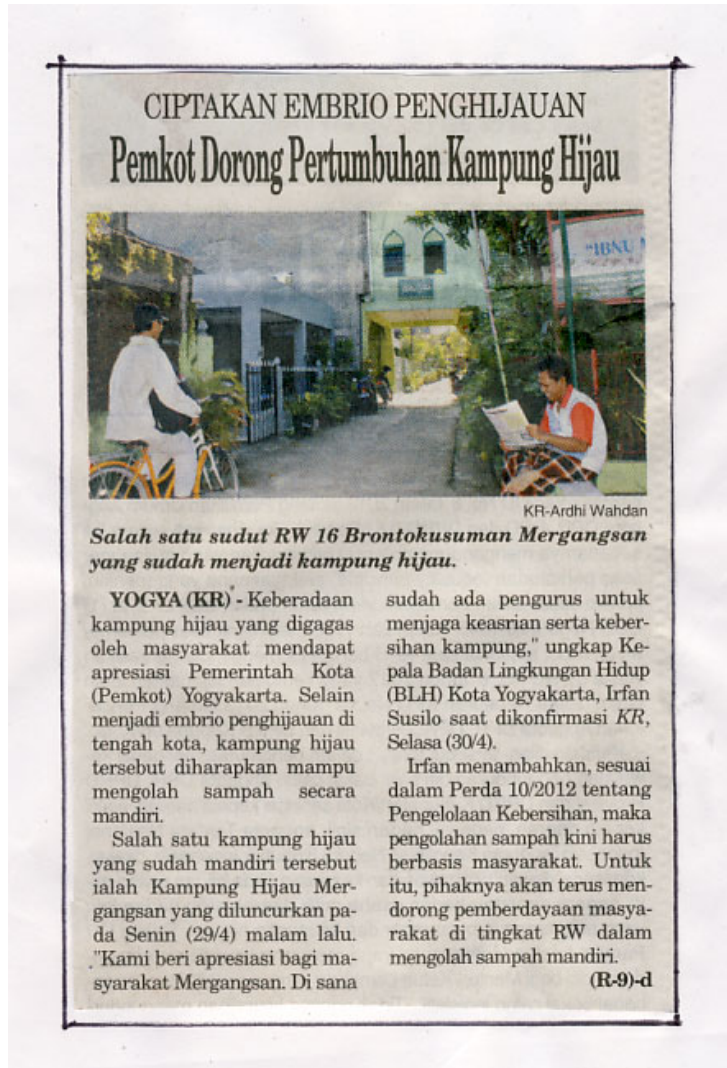 CIPTAKAN EMBRIO PENGHIJAUAN
Pemkot Dorong Pertumbuhan Kampung Hijau
"IBNU
KR-Ardhi Wahdan
Salah satu sudut RW 16 Brontokusuman Mergangsan
yang sudah menjadi kampung hijau.
YOGYA (KR) - Keberadaan
kampung hijau yang digagas
oleh masyarakat mendapat
apresiasi Pemerintah Kota
(Pemkot) Yogyakarta. Selain
menjadi embrio penghijauan di
tengah kota, kampung hijau
tersebut diharapkan mampu
mengolah sampah secara
mandiri.
Salah satu kampung hijau
yang sudah mandiri tersebut
ialah Kampung Hijau Mer-
gangsan yang diluncurkan pa-
da Senin (29/4) malam lalu.
"Kami beri apresiasi bagi ma-
syarakat Mergangsan. Di sana
sudah ada pengurus untuk
menjaga keasrian serta keber-
sihan kampung," ungkap Ke-
pala Badan Lingkungan Hidup
(BLH) Kota Yogyakarta, Irfan
Susilo saat dikonfirmasi KR,
Selasa (30/4).
Irfan menambahkan, sesuai
dalam Perda 10/2012 tentang
Pengelolaan Kebersihan, maka
pengolahan sampah kini harus
berbasis masyarakat. Untuk
itu, pihaknya akan terus men-
dorong pemberdayaan masya-
rakat di tingkat RW dalam
mengolah sampah mandiri.
(R-9)-d